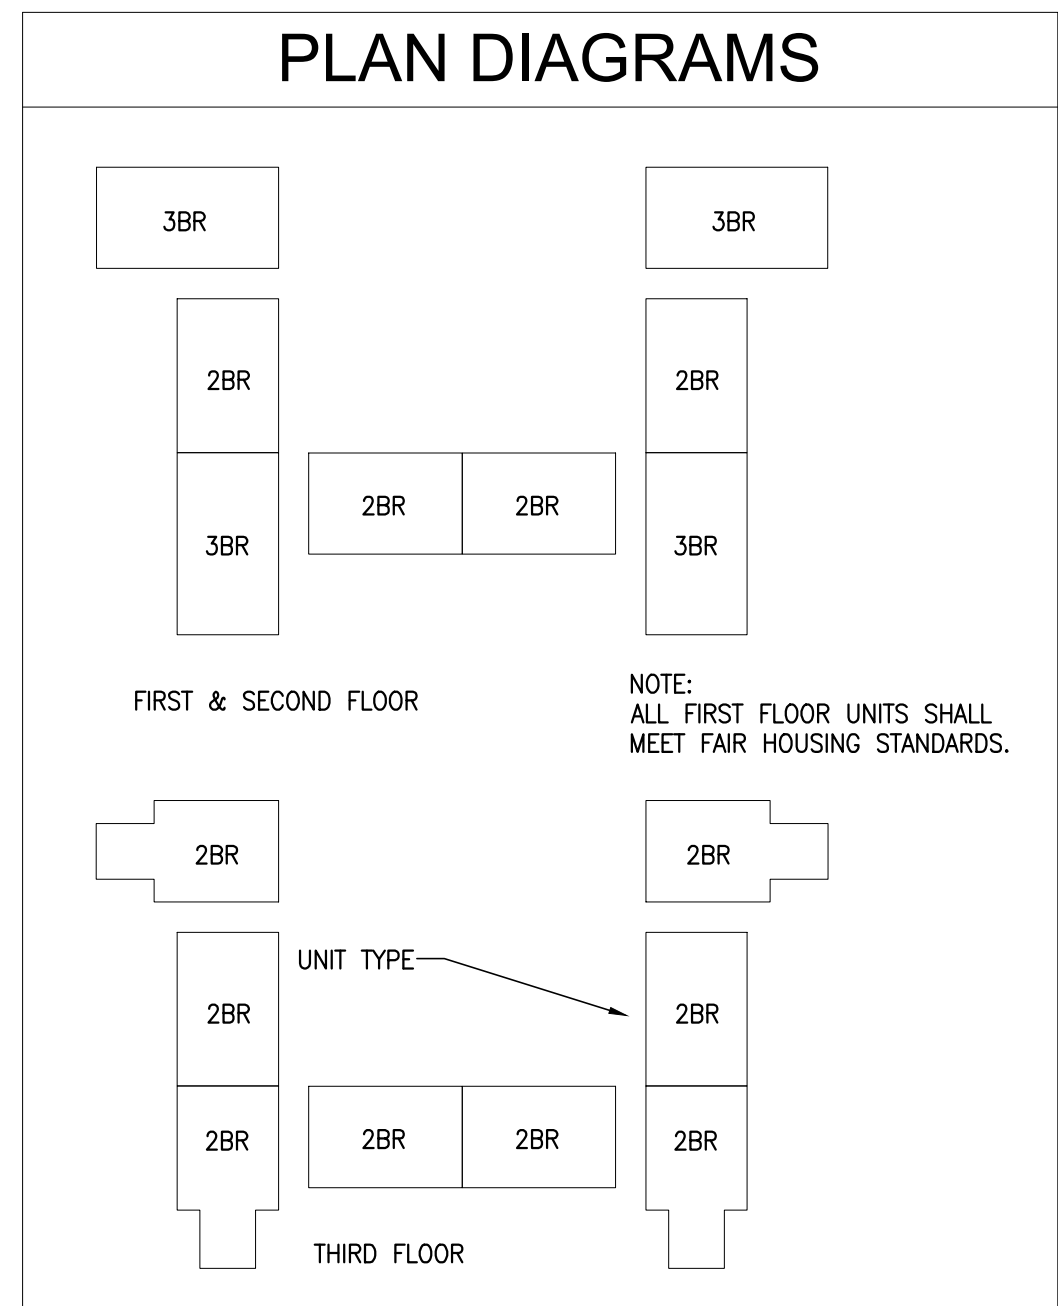 PLAN DIAGRAMS
3BR
3BR
2BR
2BR
2BR
2BR
3BR
3BR
FIRST & SECOND FLOOR
NOTE:
ALL FIRST FLOOR UNITS SHALL
MEET FAIR HOUSING STANDARDS.
2BR
2BR
UNIT TYPE
2BR
2BR
2BR
2BR
2BR
2BR
THIRD FLOOR